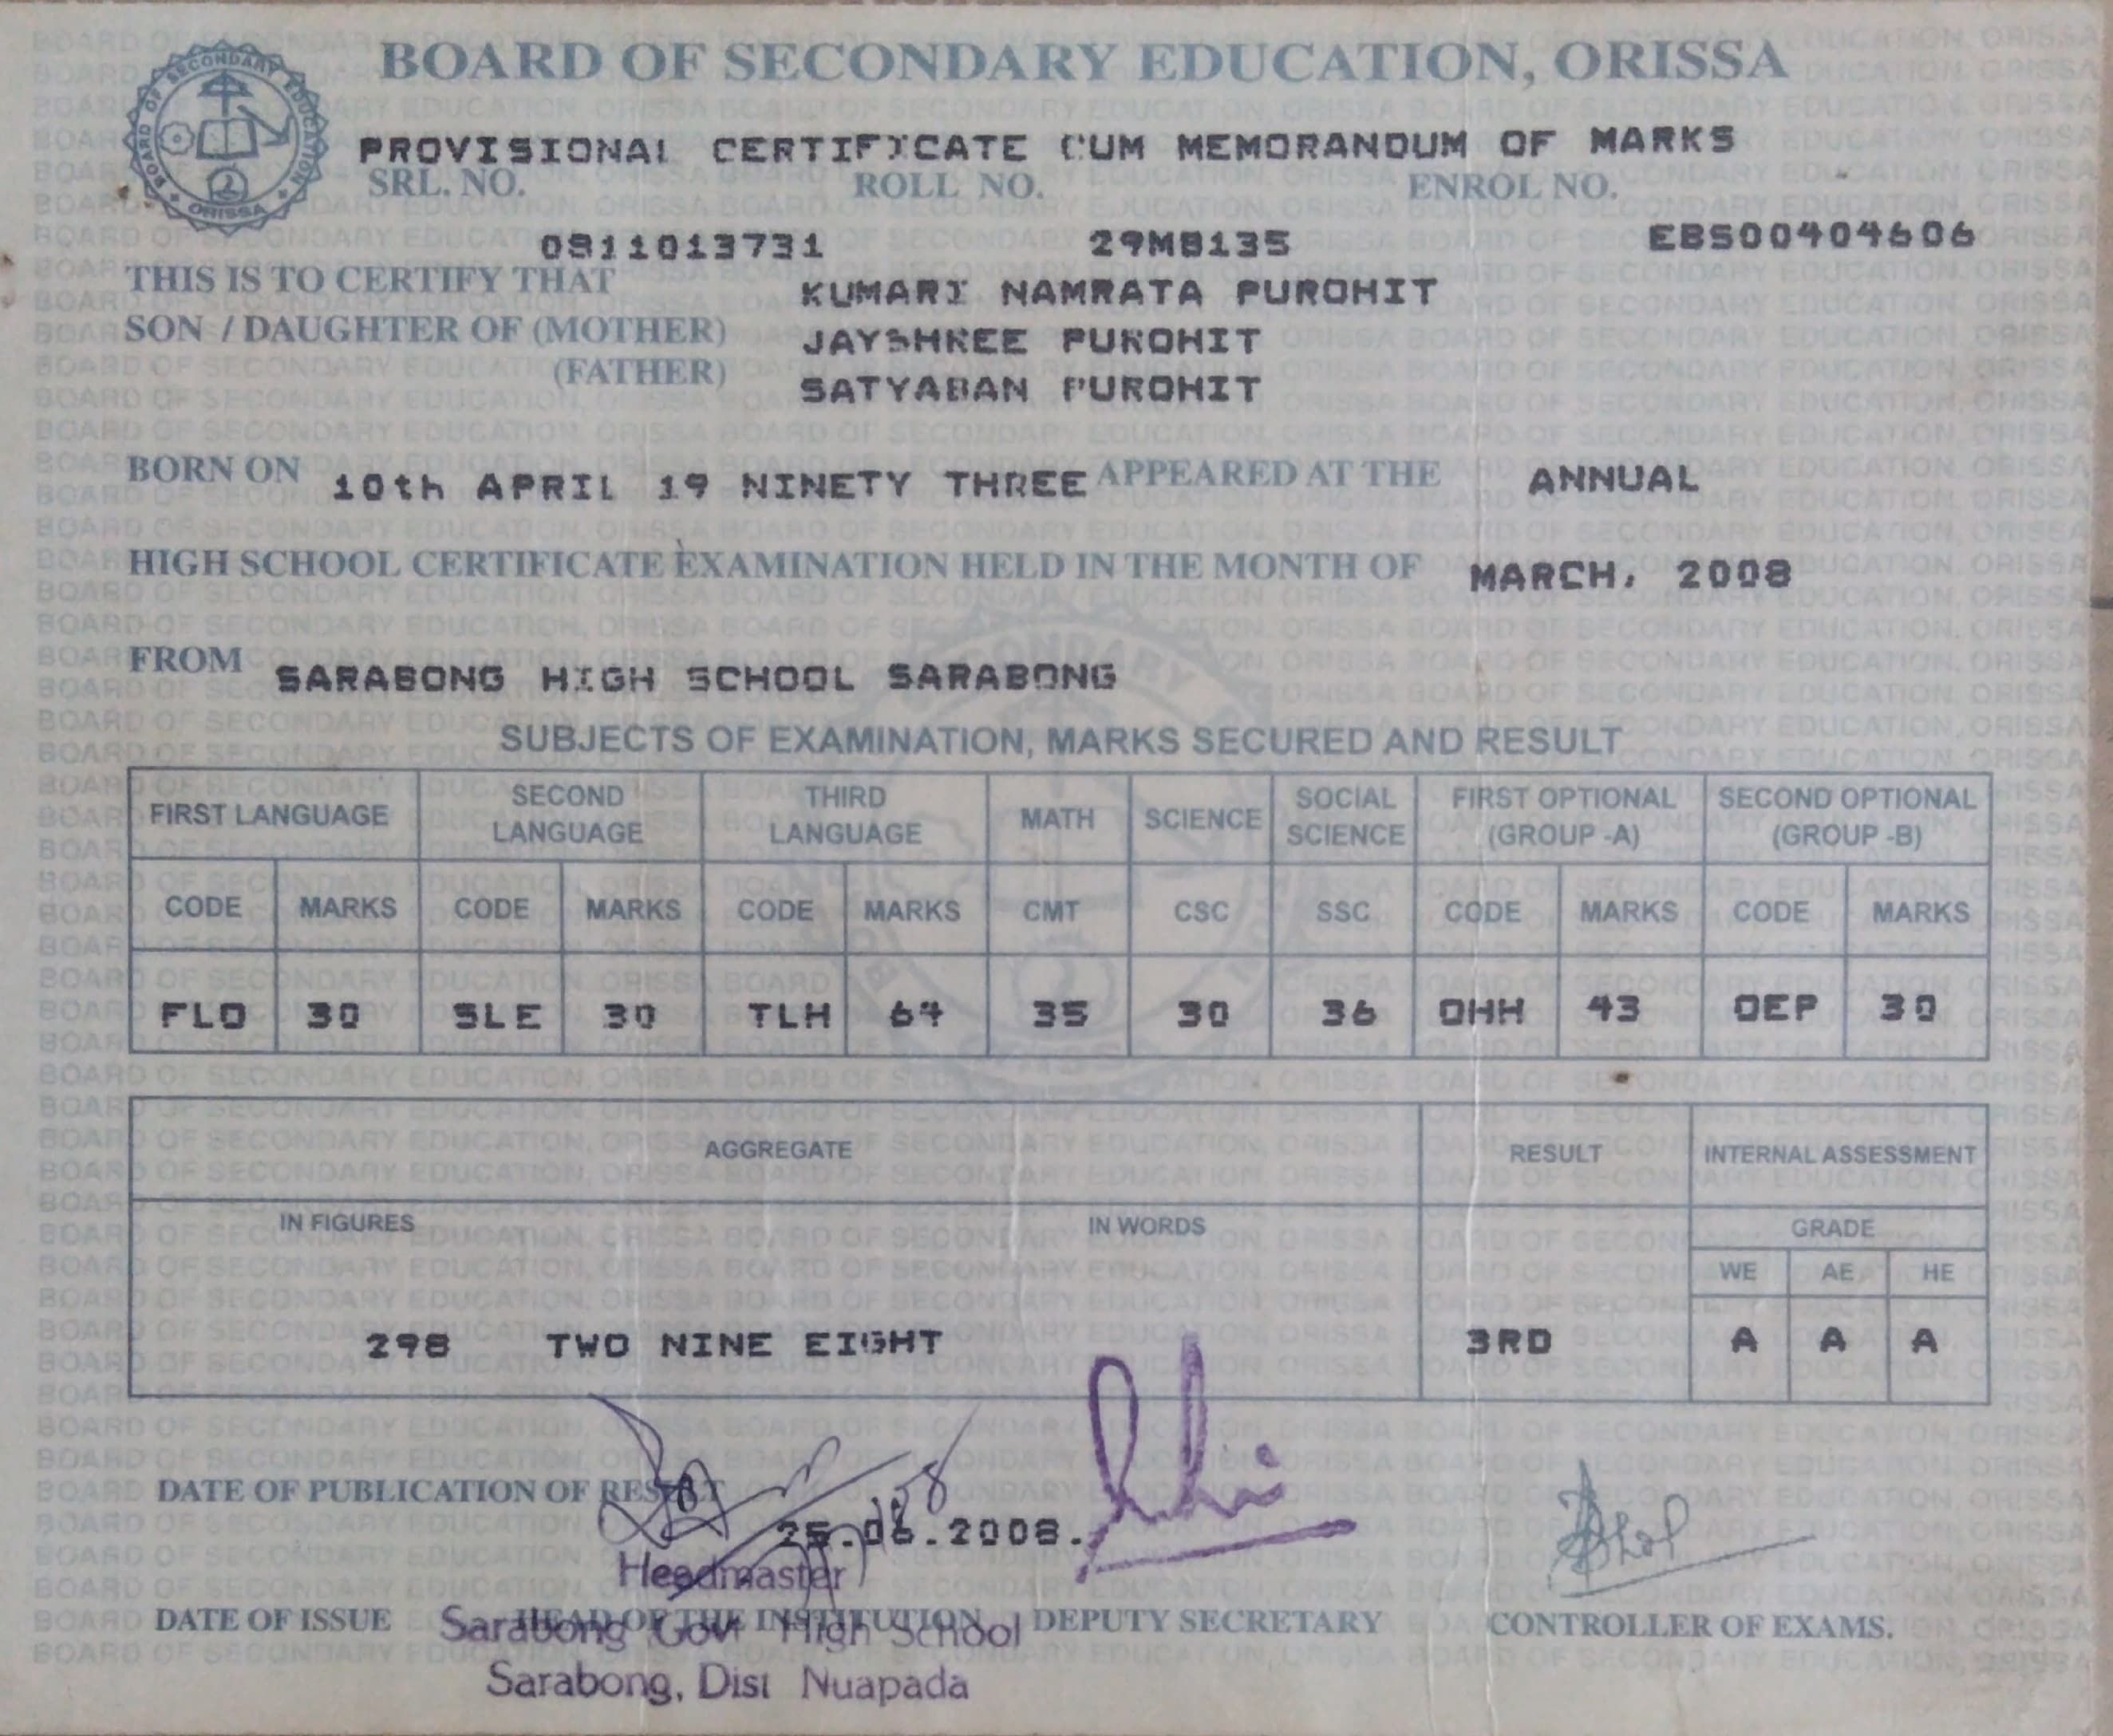 BOARD OF SECONDARY EDUCATION, ORISSA
BOARD OF SECONDARY EDUCATION
ORISSA
PROVISIONAL CERTIFICATE CUM MEMORANDUM OF MARKS
SRL. NO. ROLL NO. ENROL NO.
0811013731 29MB135 EBS00404606
THIS IS TO CERTIFY THAT KUMARI NAMRATA PUROHIT
SON / DAUGHTER OF (MOTHER) JAYSHREE PUROHIT
(FATHER) SATYABAN PUROHIT
BORN ON 10th APRIL 19 NINETY THREE APPEARED AT THE ANNUAL
HIGH SCHOOL CERTIFICATE EXAMINATION HELD IN THE MONTH OF MARCH, 2008
FROM SARABONG HIGH SCHOOL SARABONG
SUBJECTS OF EXAMINATION, MARKS SECURED AND RESULT
FIRST LANGUAGE SECOND LANGUAGE THIRD LANGUAGE MATH SCIENCE SOCIAL SCIENCE FIRST OPTIONAL (GROUP -A) SECOND OPTIONAL (GROUP -B)
CODE MARKS CODE MARKS CODE MARKS CMT CSC SSC CODE MARKS CODE MARKS
FLO 30 SLE 30 TLH 64 35 30 36 OHH 43 OEP 30
AGGREGATE RESULT INTERNAL ASSESSMENT
IN FIGURES IN WORDS GRADE
WE AE HE
298 TWO NINE EIGHT 3RD A A A
DATE OF PUBLICATION OF RESULT
25.06.2008.
Headmaster
DATE OF ISSUE HEAD OF THE INSTITUTION DEPUTY SECRETARY CONTROLLER OF EXAMS.
Sarabong Govt High School
Sarabong, Dist Nuapada